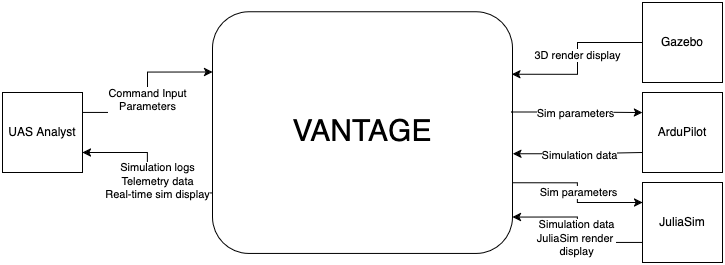 Gazebo
3D render display
Command Input
Parameters
UAS Analyst
VANTAGE
Sim parameters
ArduPilot
Simulation data
Simulation logs
Telemetry data
Real-time sim display
Sim parameters
JuliaSim
Simulation data
JuliaSim render
display